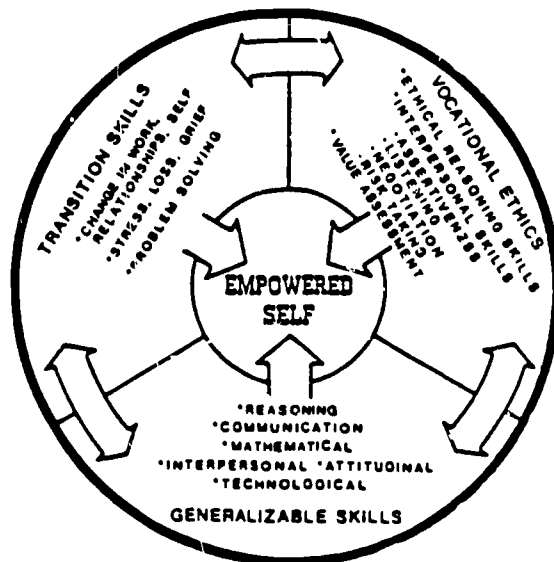 TRANSITION SKILLS
*CHANGE IN WORK,
RELATIONSHIPS, SELF
*STRESS, LOSS, GRIEF
*PROBLEM SOLVING
VOCATIONAL ETHICS
*ETHICAL REASONING SKILLS
*INTERPERSONAL SKILLS
.ASSERTIVENESS
.LISTENING
.NEGOTIATION
.RISK TAKING
*VALUE ASSESSMENT
EMPOWERED
SELF
*REASONING
*COMMUNICATION
*MATHEMATICAL
*INTERPERSONAL *ATTITUDINAL
*TECHNOLOGICAL
GENERALIZABLE SKILLS